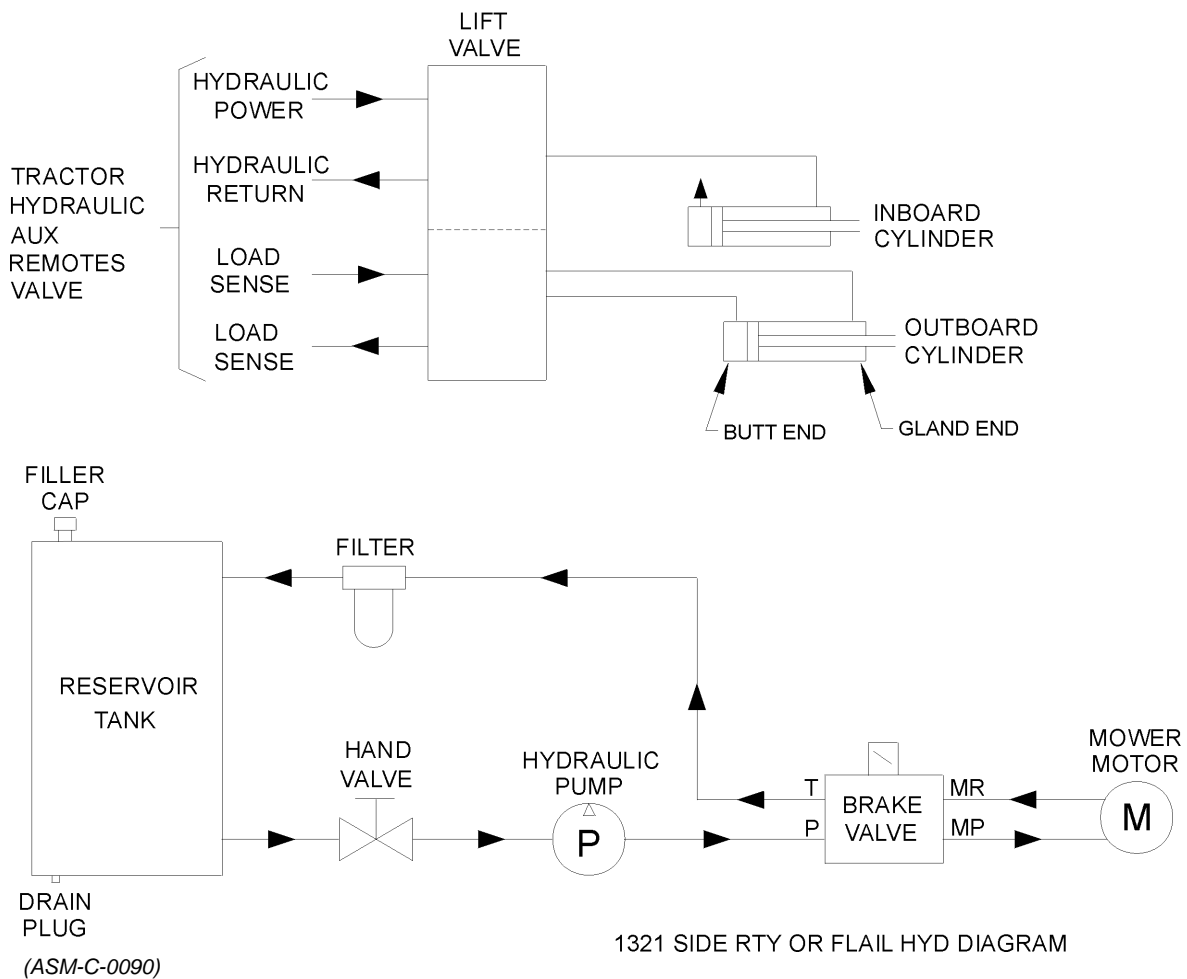 LIFT
VALVE
HYDRAULIC
POWER
HYDRAULIC
RETURN
TRACTOR
HYDRAULIC
AUX
REMOTES
VALVE
LOAD
SENSE
LOAD
SENSE
INBOARD
CYLINDER
OUTBOARD
CYLINDER
BUTT END
GLAND END
FILLER
CAP
FILTER
RESERVOIR
TANK
HAND
VALVE
HYDRAULIC
PUMP
P
T
P
BRAKE
VALVE
MR
MP
MOWER
MOTOR
M
DRAIN
PLUG
1321 SIDE RTY OR FLAIL HYD DIAGRAM
(ASM-C-0090)